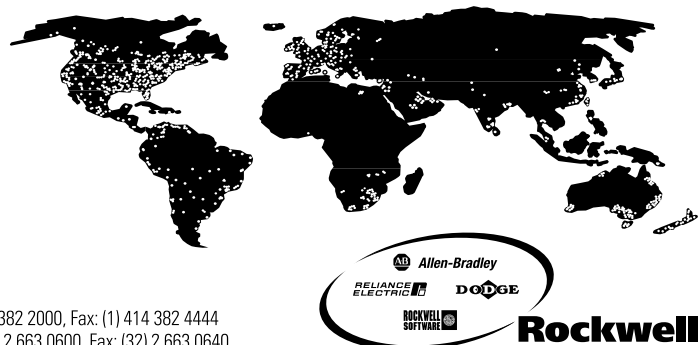 AB Allen-Bradley
RELIANCE ELECTRIC
DODGE
ROCKWELL SOFTWARE
382 2000, Fax: (1) 414 382 4444
2 663 0600, Fax: (32) 2 663 0640
Rockwell